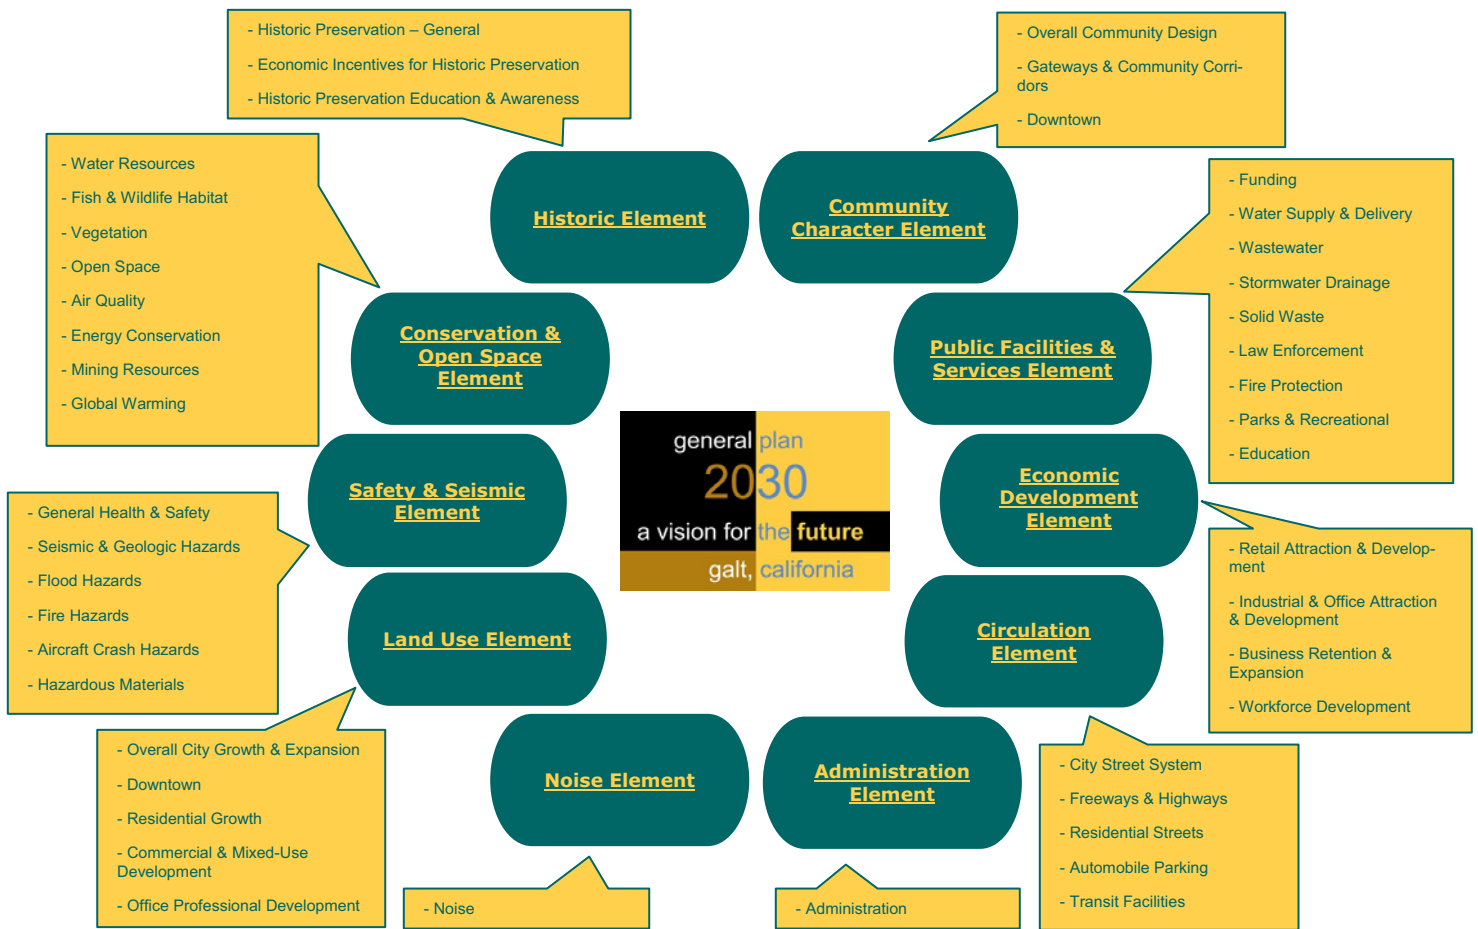 - Historic Preservation – General
- Economic Incentives for Historic Preservation
- Historic Preservation Education & Awareness
- Overall Community Design
- Gateways & Community Corri-
dors
- Downtown
- Water Resources
- Fish & Wildlife Habitat
- Vegetation
- Open Space
- Air Quality
- Energy Conservation
- Mining Resources
- Global Warming
Historic Element
Community
Character Element
- Funding
- Water Supply & Delivery
- Wastewater
- Stormwater Drainage
- Solid Waste
- Law Enforcement
- Fire Protection
- Parks & Recreational
- Education
Conservation &
Open Space
Element
Public Facilities &
Services Element
general plan
2030
a vision for the future
galt, california
Safety & Seismic
Element
Economic
Development
Element
- General Health & Safety
- Seismic & Geologic Hazards
- Flood Hazards
- Fire Hazards
- Aircraft Crash Hazards
- Hazardous Materials
- Retail Attraction & Develop-
ment
- Industrial & Office Attraction
& Development
- Business Retention &
Expansion
- Workforce Development
Land Use Element
Circulation
Element
- Overall City Growth & Expansion
- Downtown
- Residential Growth
- Commercial & Mixed-Use
Development
- Office Professional Development
Noise Element
Administration
Element
- City Street System
- Freeways & Highways
- Residential Streets
- Automobile Parking
- Transit Facilities
- Noise
- Administration